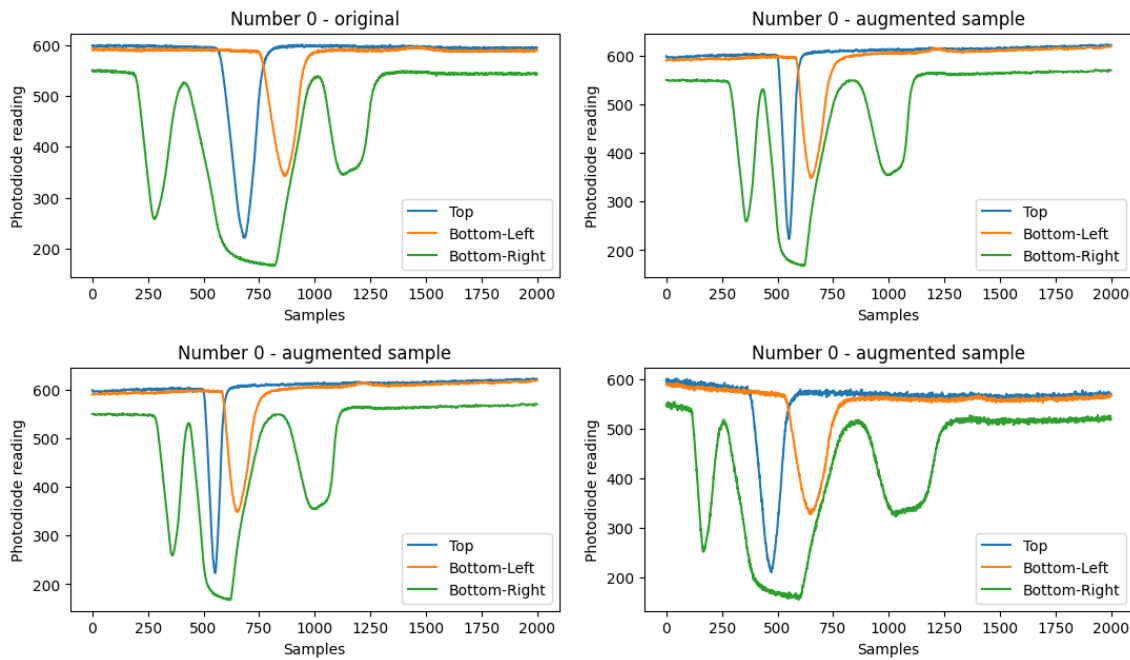 Number 0 - original
Photodiode reading
600
500
400
300
200
Top
Bottom-Left
Bottom-Right
0 250 500 750 1000 1250 1500 1750 2000
Samples
Number 0 - augmented sample
Photodiode reading
600
500
400
300
200
Top
Bottom-Left
Bottom-Right
0 250 500 750 1000 1250 1500 1750 2000
Samples
Number 0 - augmented sample
Photodiode reading
600
500
400
300
200
Top
Bottom-Left
Bottom-Right
0 250 500 750 1000 1250 1500 1750 2000
Samples
Number 0 - augmented sample
Photodiode reading
600
500
400
300
200
Top
Bottom-Left
Bottom-Right
0 250 500 750 1000 1250 1500 1750 2000
Samples